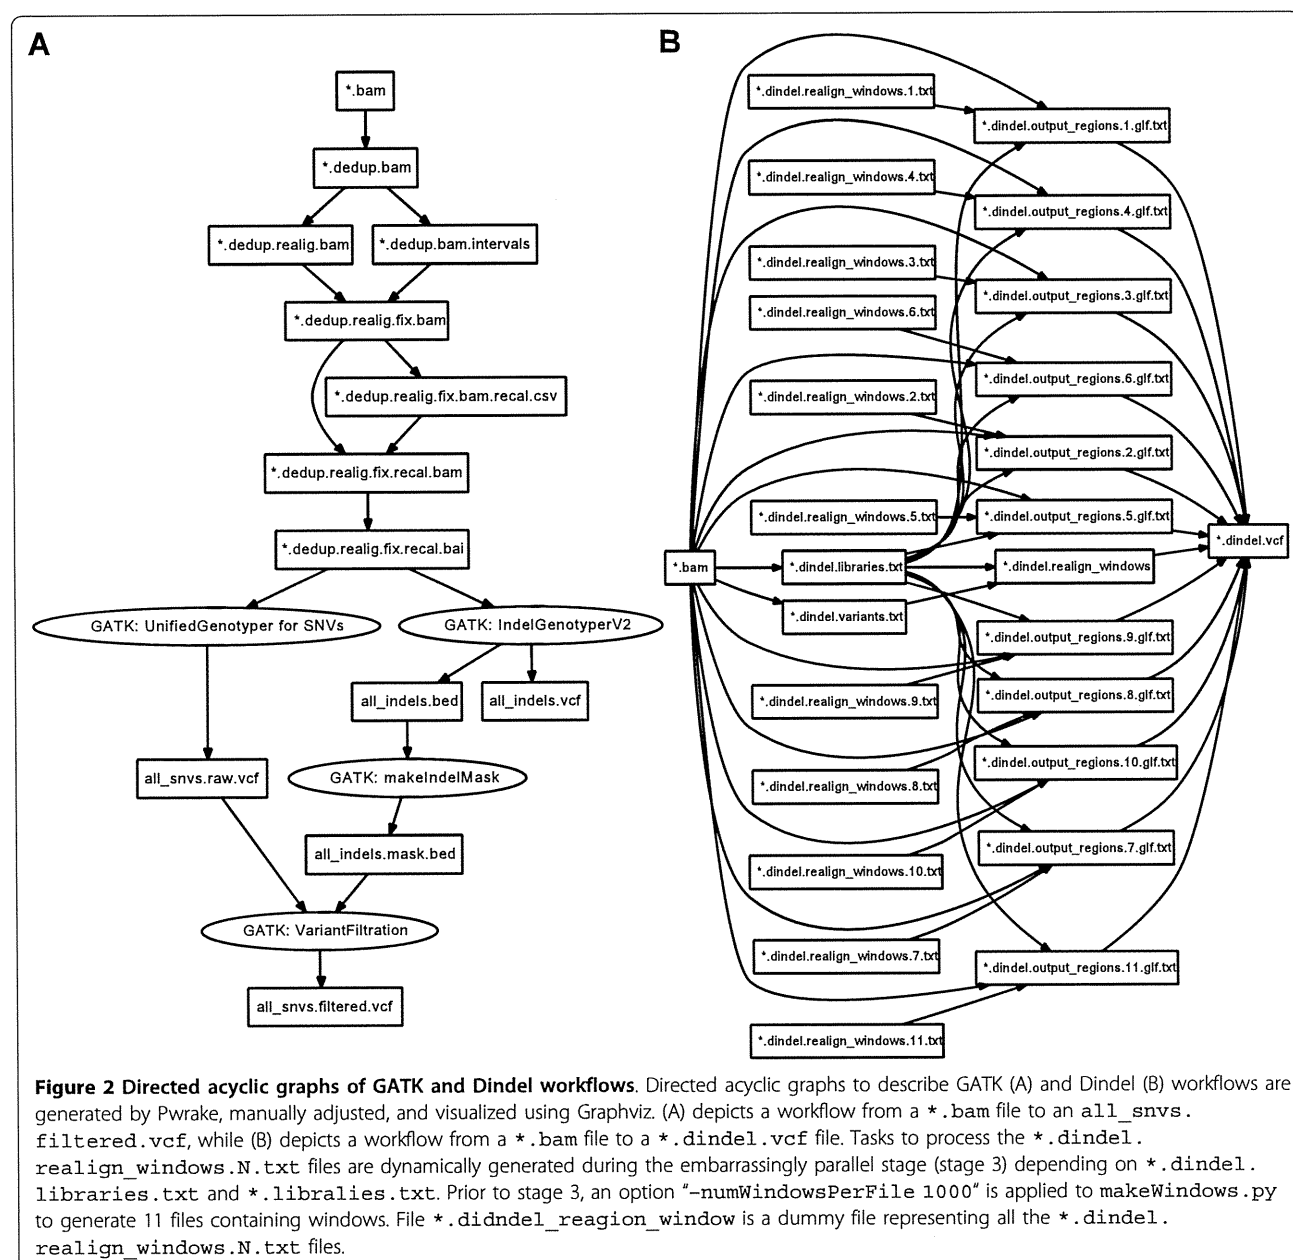 A
*.bam
*.dedup.bam
*.dedup.realig.bam
*.dedup.bam.intervals
*.dedup.realig.fix.bam
*.dedup.realig.fix.bam.recal.csv
*.dedup.realig.fix.recal.bam
*.dedup.realig.fix.recal.bai
GATK: UnifiedGenotyper for SNVs
GATK: IndelGenotyperV2
all_indels.bed
all_indels.vcf
all_snvs.raw.vcf
GATK: makeIndelMask
all_indels.mask.bed
GATK: VariantFiltration
all_snvs.filtered.vcf
B
*.dindel.realign_windows.1.txt
*.dindel.output_regions.1.glf.txt
*.dindel.realign_windows.4.txt
*.dindel.output_regions.4.glf.txt
*.dindel.realign_windows.3.txt
*.dindel.output_regions.3.glf.txt
*.dindel.realign_windows.6.txt
*.dindel.output_regions.6.glf.txt
*.dindel.realign_windows.2.txt
*.dindel.output_regions.2.glf.txt
*.dindel.realign_windows.5.txt
*.dindel.output_regions.5.glf.txt
*.dindel.vcf
*.bam
*.dindel.libraries.txt
*.dindel.realign_windows
*.dindel.variants.txt
*.dindel.output_regions.9.glf.txt
*.dindel.realign_windows.9.txt
*.dindel.output_regions.8.glf.txt
*.dindel.realign_windows.8.txt
*.dindel.output_regions.10.glf.txt
*.dindel.realign_windows.10.txt
*.dindel.output_regions.7.glf.txt
*.dindel.realign_windows.7.txt
*.dindel.output_regions.11.glf.txt
*.dindel.realign_windows.11.txt
Figure 2 Directed acyclic graphs of GATK and Dindel workflows. Directed acyclic graphs to describe GATK (A) and Dindel (B) workflows are
generated by Pwrake, manually adjusted, and visualized using Graphviz. (A) depicts a workflow from a *.bam file to an all_snvs.
filtered.vcf, while (B) depicts a workflow from a *.bam file to a *.dindel.vcf file. Tasks to process the *.dindel.
realign_windows.N.txt files are dynamically generated during the embarrassingly parallel stage (stage 3) depending on *.dindel.
libraries.txt and *.libralies.txt. Prior to stage 3, an option "-numWindowsPerFile 1000" is applied to makeWindows.py
to generate 11 files containing windows. File *.didndel_reagion_window is a dummy file representing all the *.dindel.
realign_windows.N.txt files.